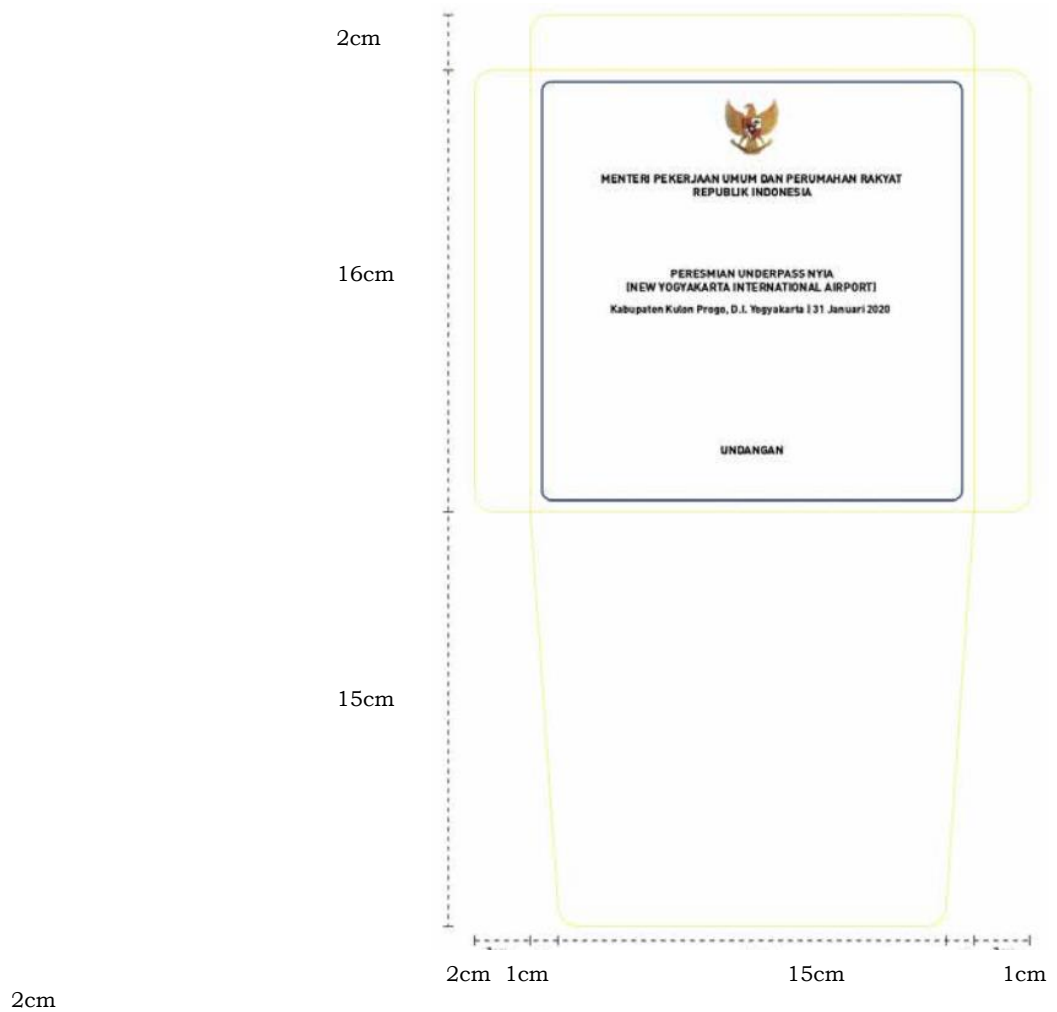 2cm
16cm
MENTERI PEKERJAAN UMUM DAN PERUMAHAN RAKYAT
REPUBLIK INDONESIA
PERESMIAN UNDERPASS NYIA
(NEW YOGYAKARTA INTERNATIONAL AIRPORT)
Kabupaten Kulon Progo, D.I. Yogyakarta | 31 Januari 2020
UNDANGAN
15cm
2cm 1cm 15cm 1cm
2cm